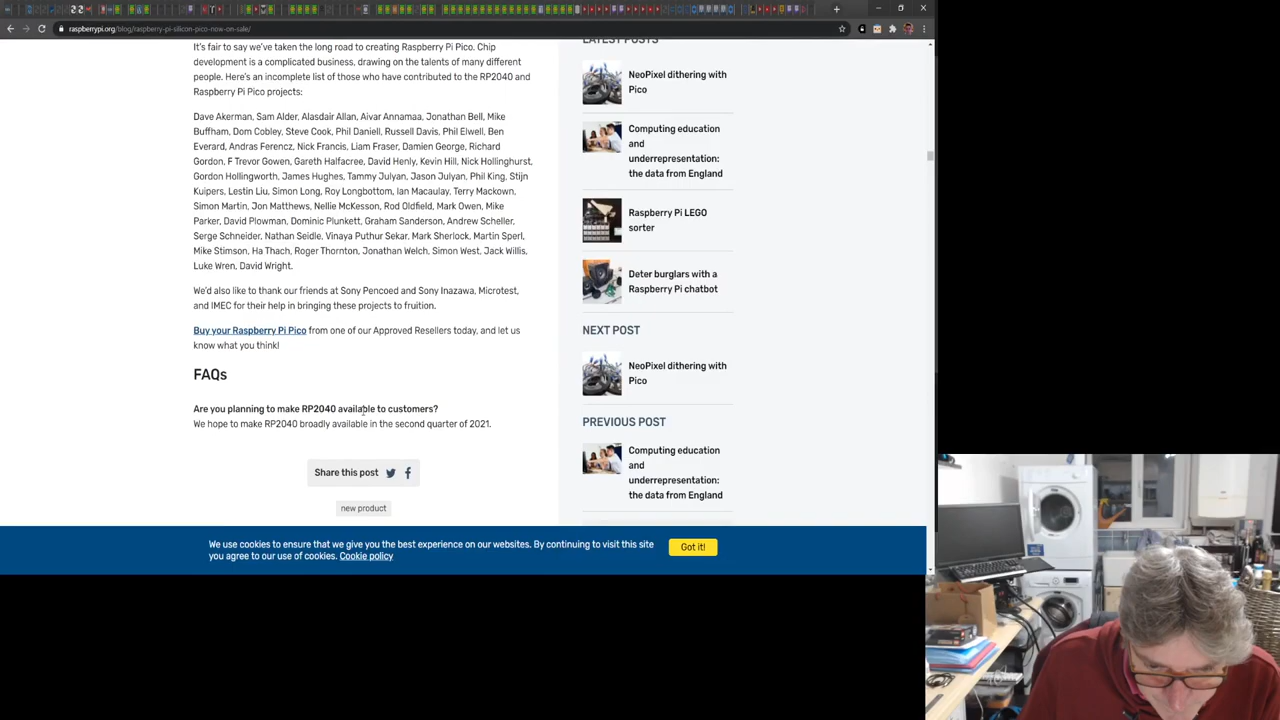 raspberrypi.org/blog/raspberry-pi-silicon-pico-now-on-sale/
It's fair to say we've taken the long road to creating Raspberry Pi Pico. Chip
development is a complicated business, drawing on the talents of many different
people. Here's an incomplete list of those who have contributed to the RP2040 and
Raspberry Pi Pico projects:
Dave Akerman, Sam Alder, Alasdair Allan, Aivar Annamaa, Jonathan Bell, Mike
Buffham, Dom Cobley, Steve Cook, Phil Daniell, Russell Davis, Phil Elwell, Ben
Everard, Andras Ferencz, Nick Francis, Liam Fraser, Damien George, Richard
Gordon, F Trevor Gowen, Gareth Halfacree, David Henly, Kevin Hill, Nick Hollinghurst,
Gordon Hollingworth, James Hughes, Tammy Julyan, Jason Julyan, Phil King, Stijn
Kuipers, Lestin Liu, Simon Long, Roy Longbottom, Ian Macaulay, Terry Mackown,
Simon Martin, Jon Matthews, Nellie McKesson, Rod Oldfield, Mark Owen, Mike
Parker, David Plowman, Dominic Plunkett, Graham Sanderson, Andrew Scheller,
Serge Schneider, Nathan Seidle, Vinaya Puthur Sekar, Mark Sherlock, Martin Sperl,
Mike Stimson, Ha Thach, Roger Thornton, Jonathan Welch, Simon West, Jack Willis,
Luke Wren, David Wright.
We'd also like to thank our friends at Sony Pencoed and Sony Inazawa, Microtest,
and IMEC for their help in bringing these projects to fruition.
Buy your Raspberry Pi Pico from one of our Approved Resellers today, and let us
know what you think!
FAQs
Are you planning to make RP2040 available to customers?
We hope to make RP2040 broadly available in the second quarter of 2021.
Share this post
new product
LATEST POSTS
NeoPixel dithering with
Pico
Computing education
and
underrepresentation:
the data from England
Raspberry Pi LEGO
sorter
Deter burglars with a
Raspberry Pi chatbot
NEXT POST
NeoPixel dithering with
Pico
PREVIOUS POST
Computing education
and
underrepresentation:
the data from England
We use cookies to ensure that we give you the best experience on our websites. By continuing to visit this site
you agree to our use of cookies. Cookie policy
Got it!